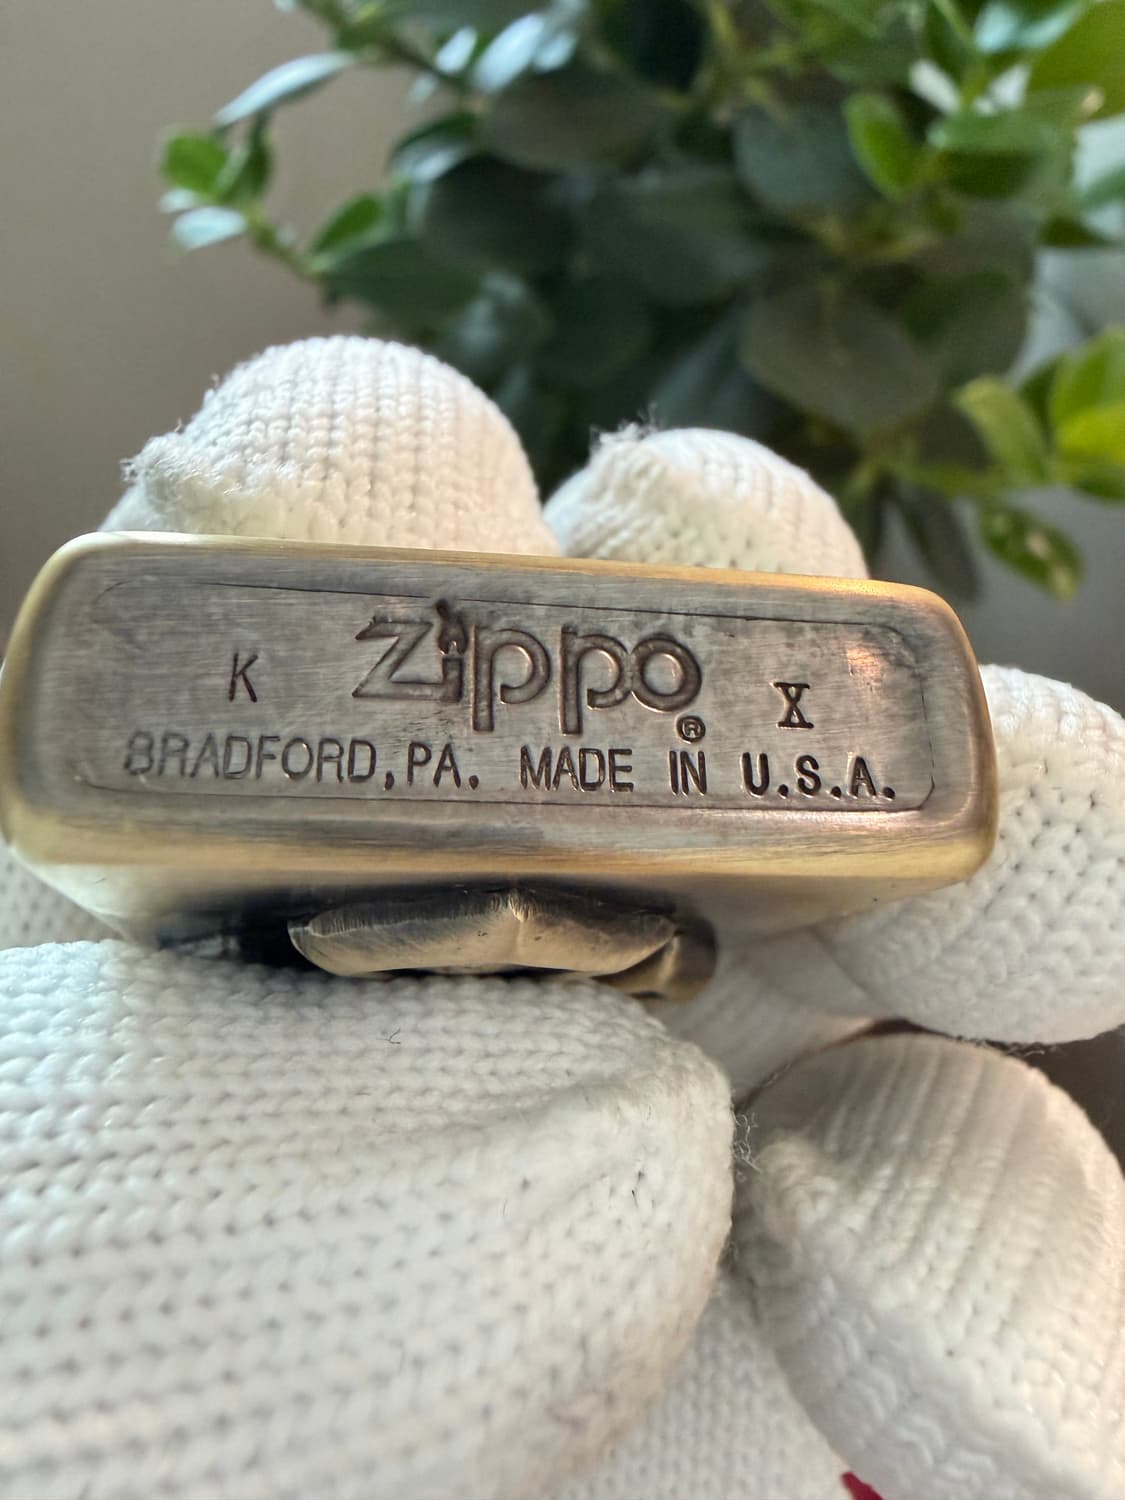 K Zippo® X
BRADFORD, PA. MADE IN U.S.A.